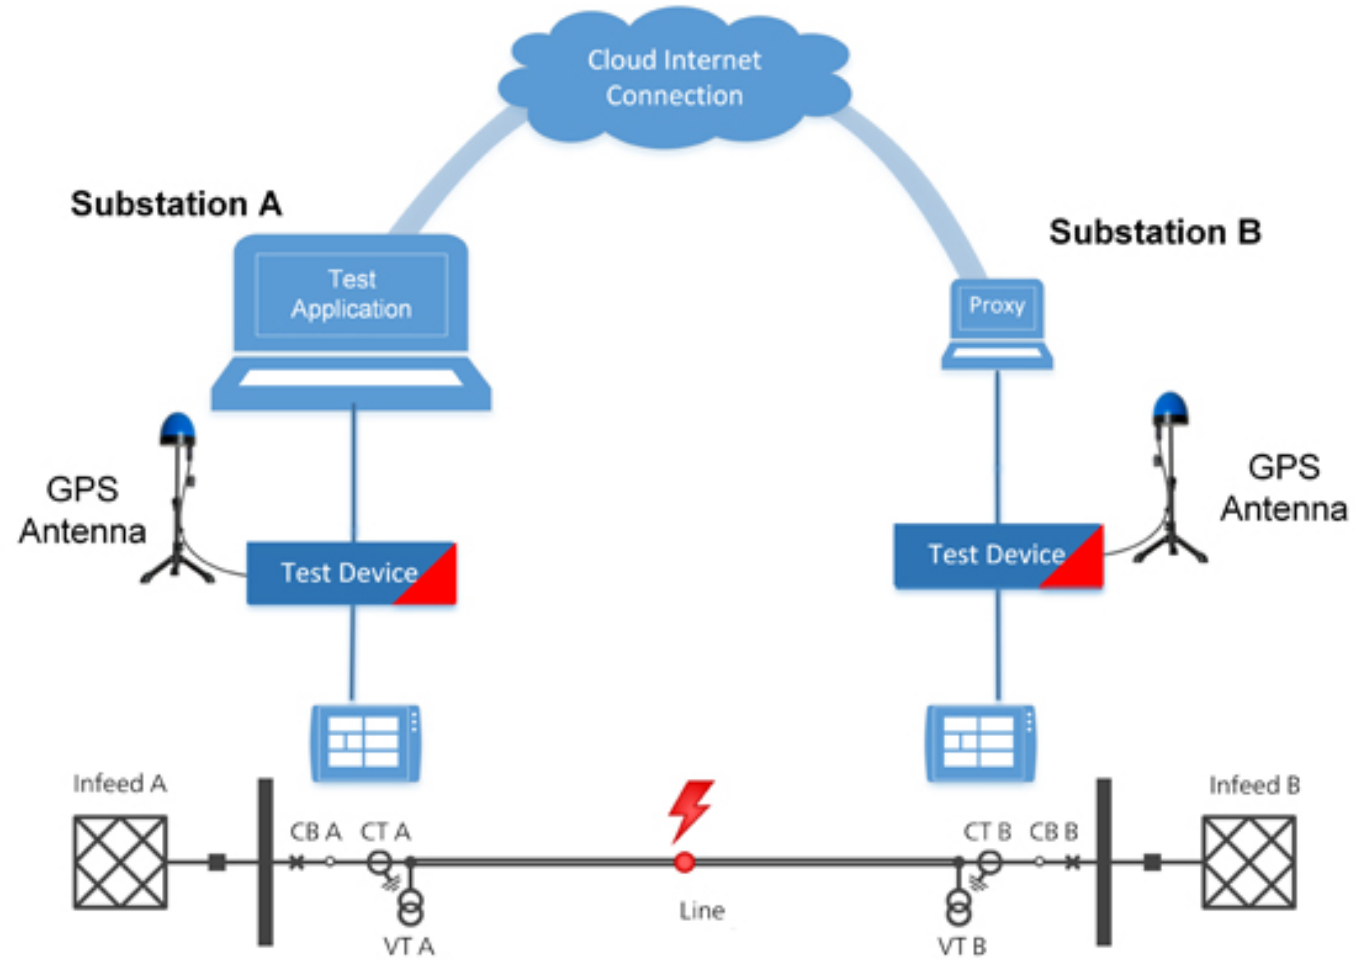 Cloud Internet
Connection
Substation A
Substation B
Test
Application
Proxy
GPS
Antenna
GPS
Antenna
Test Device
Test Device
Infeed A
Infeed B
CB A
CT A
CT B
CB B
Line
VT A
VT B